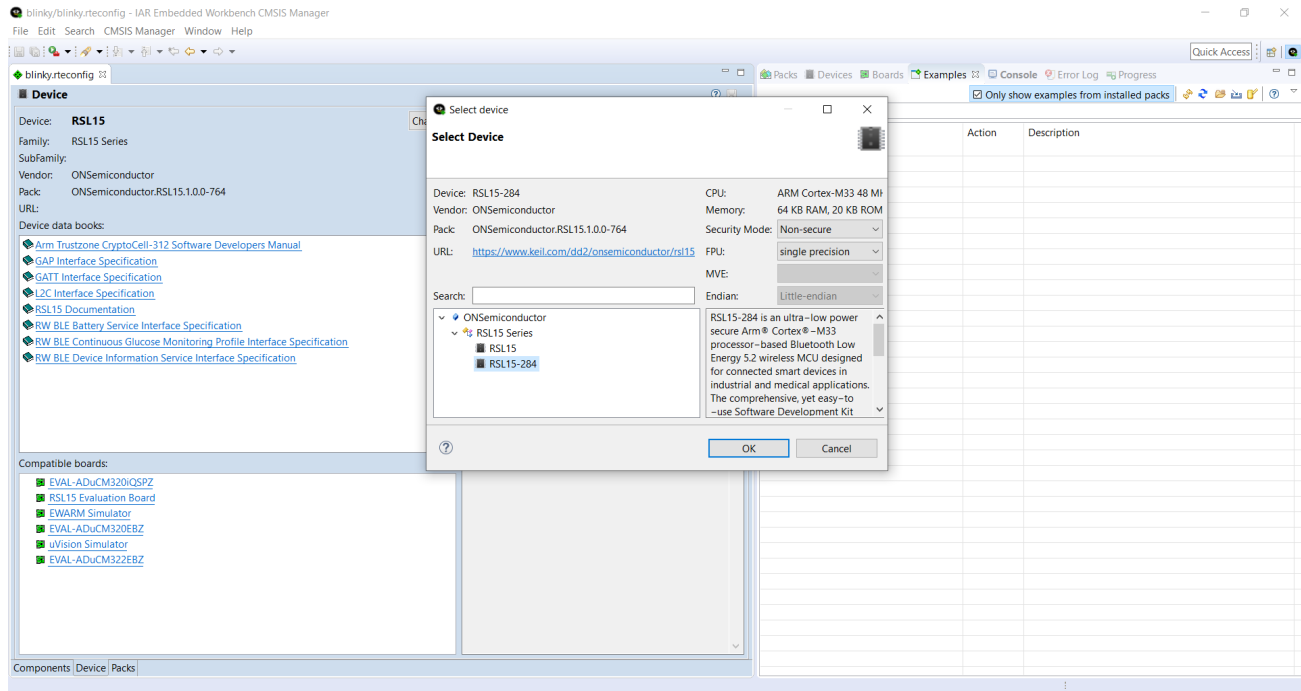 blinky/blinky.rteconfig - IAR Embedded Workbench CMSIS Manager
File Edit Search CMSIS Manager Window Help
Quick Access
blinky.rteconfig
Packs Devices Boards Examples Console Error Log Progress
Device
Only show examples from installed packs
Device: RSL15
Family: RSL15 Series
SubFamily:
Vendor: ONSemiconductor
Pack: ONSemiconductor.RSL15.1.0.0-764
URL:
Device data books:
Arm Trustzone CryptoCell-312 Software Developers Manual
GAP Interface Specification
GATT Interface Specification
L2C Interface Specification
RSL15 Documentation
RW BLE Battery Service Interface Specification
RW BLE Continuous Glucose Monitoring Profile Interface Specification
RW BLE Device Information Service Interface Specification
Compatible boards:
EVAL-ADuCM320iQSPZ
RSL15 Evaluation Board
EWARM Simulator
EVAL-ADuCM320EBZ
uVision Simulator
EVAL-ADuCM322EBZ
Components Device Packs
Select device
Select Device
Device: RSL15-284
Vendor: ONSemiconductor
Pack: ONSemiconductor.RSL15.1.0.0-764
URL: https://www.keil.com/dd2/onsemiconductor/rsl15
CPU: ARM Cortex-M33 48 MH
Memory: 64 KB RAM, 20 KB ROM
Security Mode: Non-secure
FPU: single precision
MVE:
Endian: Little-endian
Search:
ONSemiconductor
RSL15 Series
RSL15
RSL15-284
RSL15-284 is an ultra−low power
secure Arm® Cortex®−M33
processor−based Bluetooth Low
Energy 5.2 wireless MCU designed
for connected smart devices in
industrial and medical applications.
The comprehensive, yet easy−to
−use Software Development Kit
OK Cancel
Action Description